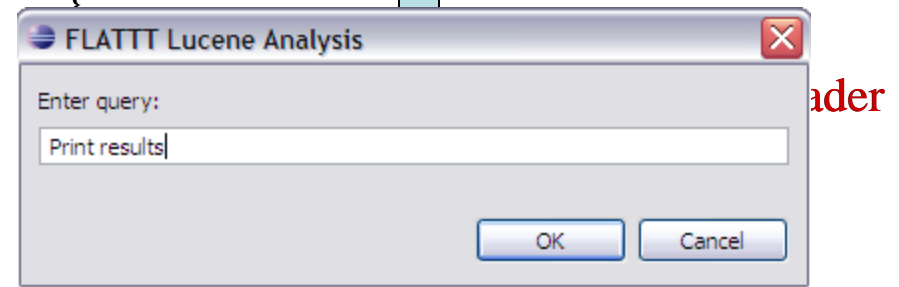 FLATTT Lucene Analysis
Enter query:
ader
Print results
OK Cancel